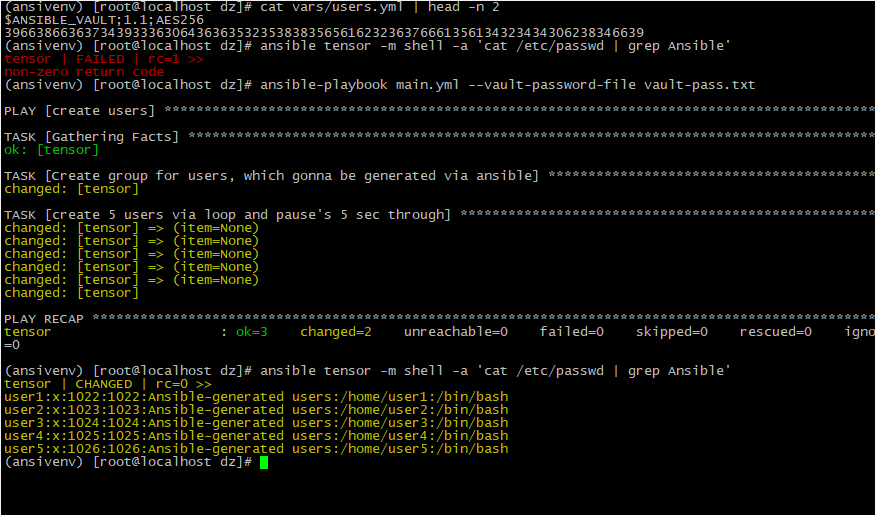 (ansivenv) [root@localhost dz]# cat vars/users.yml | head -n 2
$ANSIBLE_VAULT;1.1;AES256
(ansivenv) [root@localhost dz]# ansible tensor -m shell -a 'cat /etc/passwd | grep Ansible'
tensor | FAILED | rc=1 >>
non-zero return code
(ansivenv) [root@localhost dz]# ansible-playbook main.yml --vault-password-file vault-pass.txt
PLAY [create users] *****************************************************************************************
TASK [Gathering Facts] **************************************************************************************
ok: [tensor]
TASK [Create group for users, which gonna be generated via ansible] *****************************************
changed: [tensor]
TASK [create 5 users via loop and pause's 5 sec through] ****************************************************
changed: [tensor] => (item=None)
changed: [tensor] => (item=None)
changed: [tensor] => (item=None)
changed: [tensor] => (item=None)
changed: [tensor] => (item=None)
changed: [tensor]
PLAY RECAP **************************************************************************************************
tensor : ok=3 changed=2 unreachable=0 failed=0 skipped=0 rescued=0 igno
=0
(ansivenv) [root@localhost dz]# ansible tensor -m shell -a 'cat /etc/passwd | grep Ansible'
tensor | CHANGED | rc=0 >>
user1:x:1022:1022:Ansible-generated users:/home/user1:/bin/bash
user2:x:1023:1023:Ansible-generated users:/home/user2:/bin/bash
user3:x:1024:1024:Ansible-generated users:/home/user3:/bin/bash
user4:x:1025:1025:Ansible-generated users:/home/user4:/bin/bash
user5:x:1026:1026:Ansible-generated users:/home/user5:/bin/bash
(ansivenv) [root@localhost dz]#